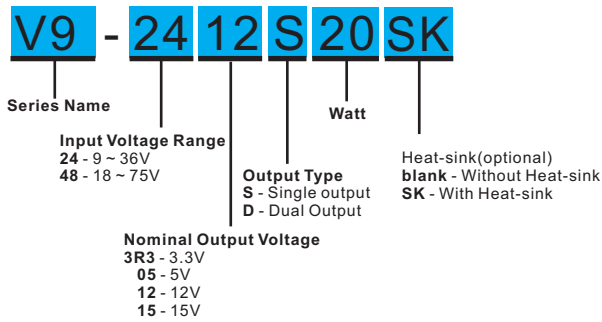 V9 - 24 12 S 20 SK
Series Name
Watt
Input Voltage Range
24 - 9 ~ 36V
48 - 18 ~ 75V
Output Type
S - Single output
D - Dual Output
Heat-sink(optional)
blank - Without Heat-sink
SK - With Heat-sink
Nominal Output Voltage
3R3 - 3.3V
05 - 5V
12 - 12V
15 - 15V